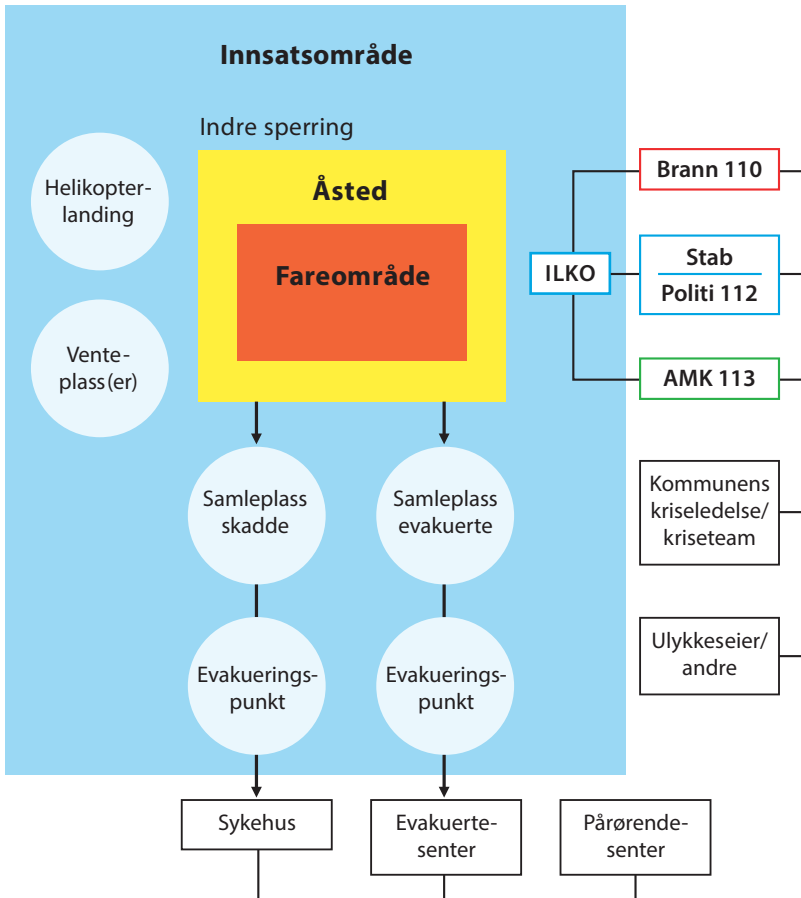 Innsatsområde
Indre sperring
Helikopter-
landing
Vente-
plass(er)
Åsted
Fareområde
ILKO
Brann 110
Stab
Politi 112
AMK 113
Samleplass
skadde
Samleplass
evakuerte
Kommunens
kriseledelse/
kriseteam
Evakuerings-
punkt
Evakuerings-
punkt
Ulykkeseier/
andre
Sykehus
Evakuerte-
senter
Pårørende-
senter